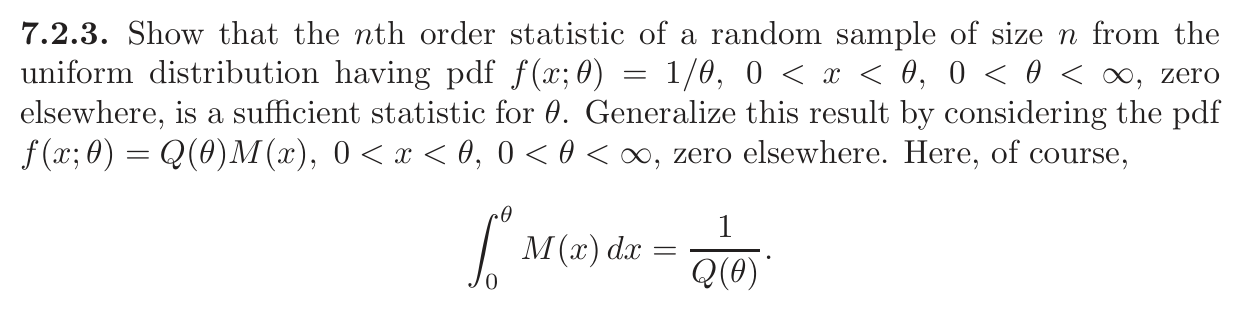 7.2.3. Show that the nth order statistic of a random sample of size n from the
uniform distribution having pdf f(x; θ) = 1/θ, 0 < x < θ, 0 < θ < ∞, zero
elsewhere, is a sufficient statistic for θ. Generalize this result by considering the pdf
f(x; θ) = Q(θ)M(x), 0 < x < θ, 0 < θ < ∞, zero elsewhere. Here, of course,
∫₀^θ M(x) dx = 1/Q(θ).